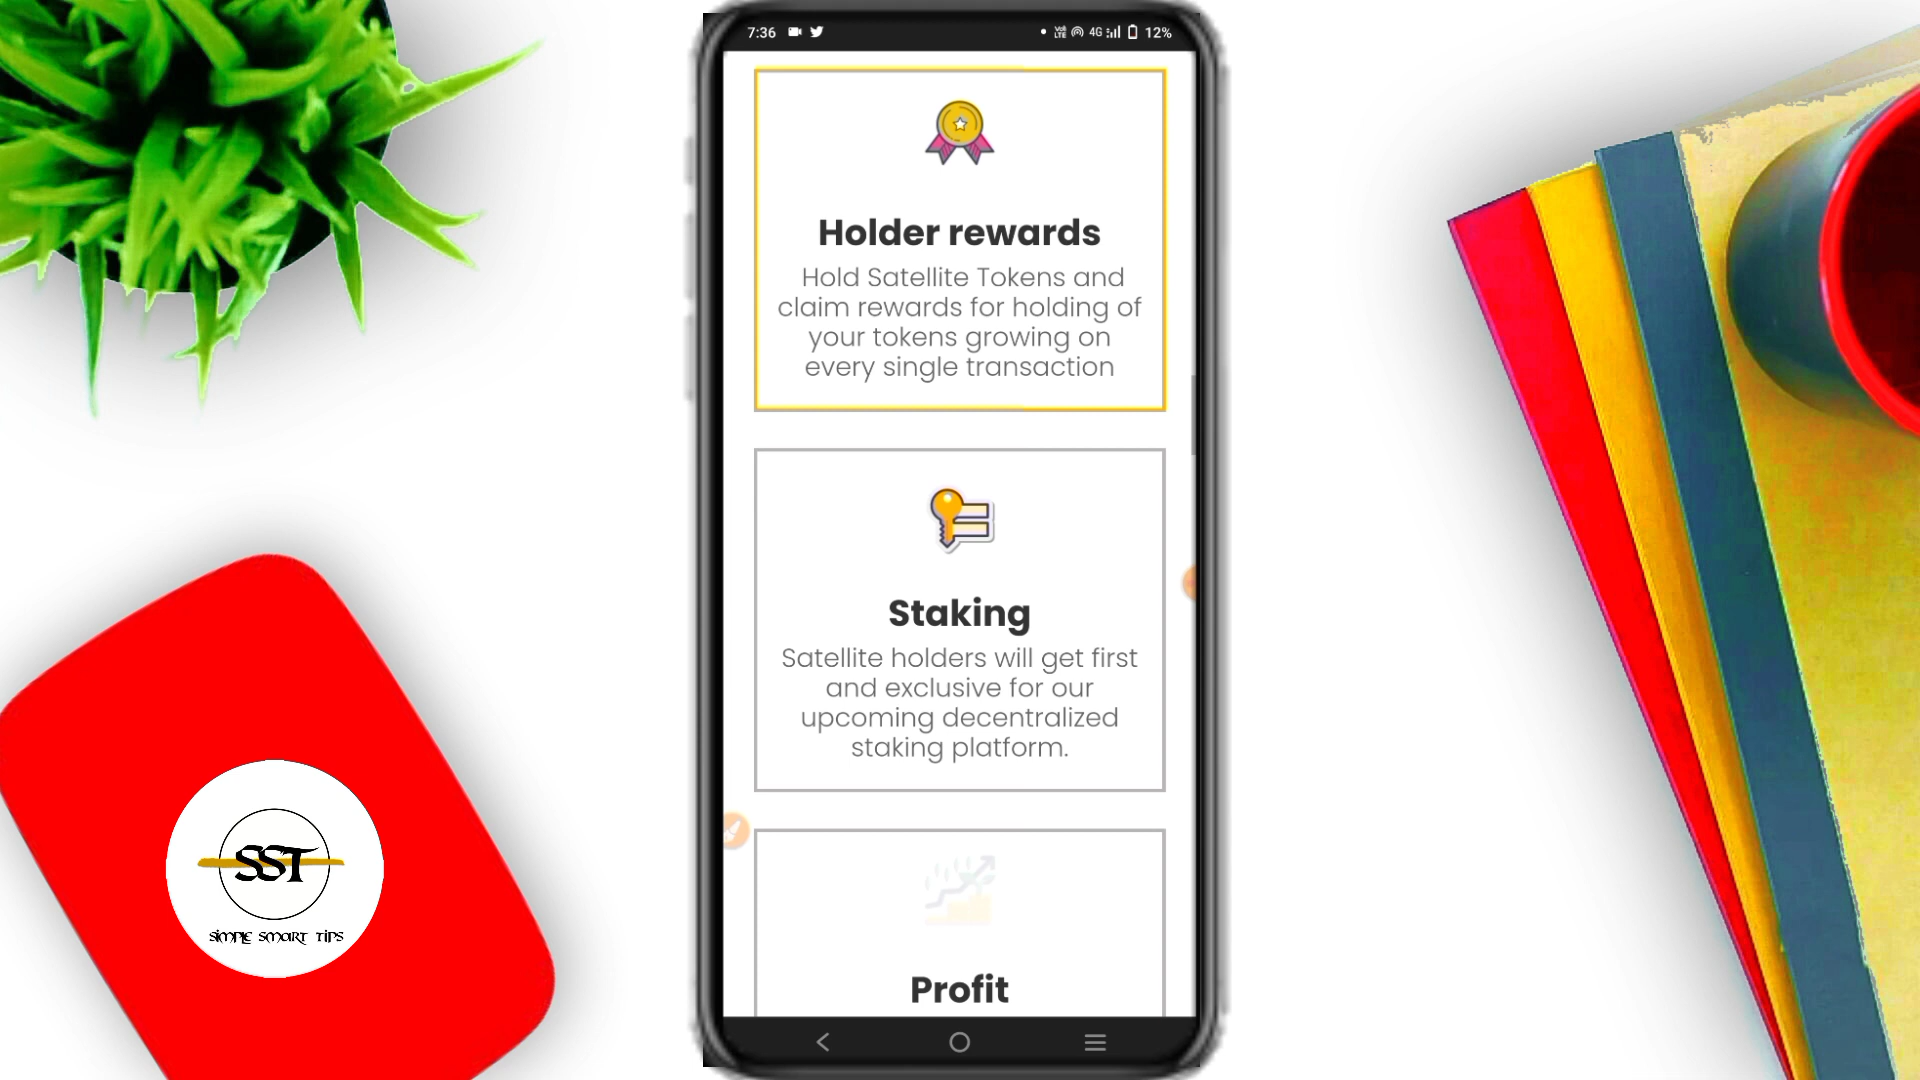 7:36
4G
12%
Holder rewards
Hold Satellite Tokens and
claim rewards for holding of
your tokens growing on
every single transaction
Staking
Satellite holders will get first
and exclusive for our
upcoming decentralized
staking platform.
Profit
SST
SIMPLE SMART TIPS